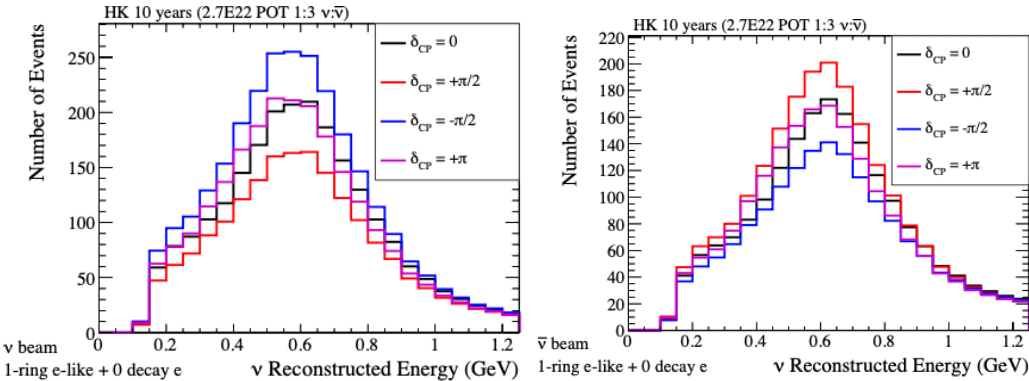 HK 10 years (2.7E22 POT 1:3 ν:ν̅)
Number of Events
250
200
150
100
50
0
δCP = 0
δCP = +π/2
δCP = -π/2
δCP = +π
0 0.2 0.4 0.6 0.8 1.0 1.2
ν beam
ν Reconstructed Energy (GeV)
1-ring e-like + 0 decay e
HK 10 years (2.7E22 POT 1:3 ν:ν̅)
Number of Events
220
200
180
160
140
120
100
80
60
40
20
0
δCP = 0
δCP = +π/2
δCP = -π/2
δCP = +π
0 0.2 0.4 0.6 0.8 1.0 1.2
ν̅ beam
ν Reconstructed Energy (GeV)
1-ring e-like + 0 decay e